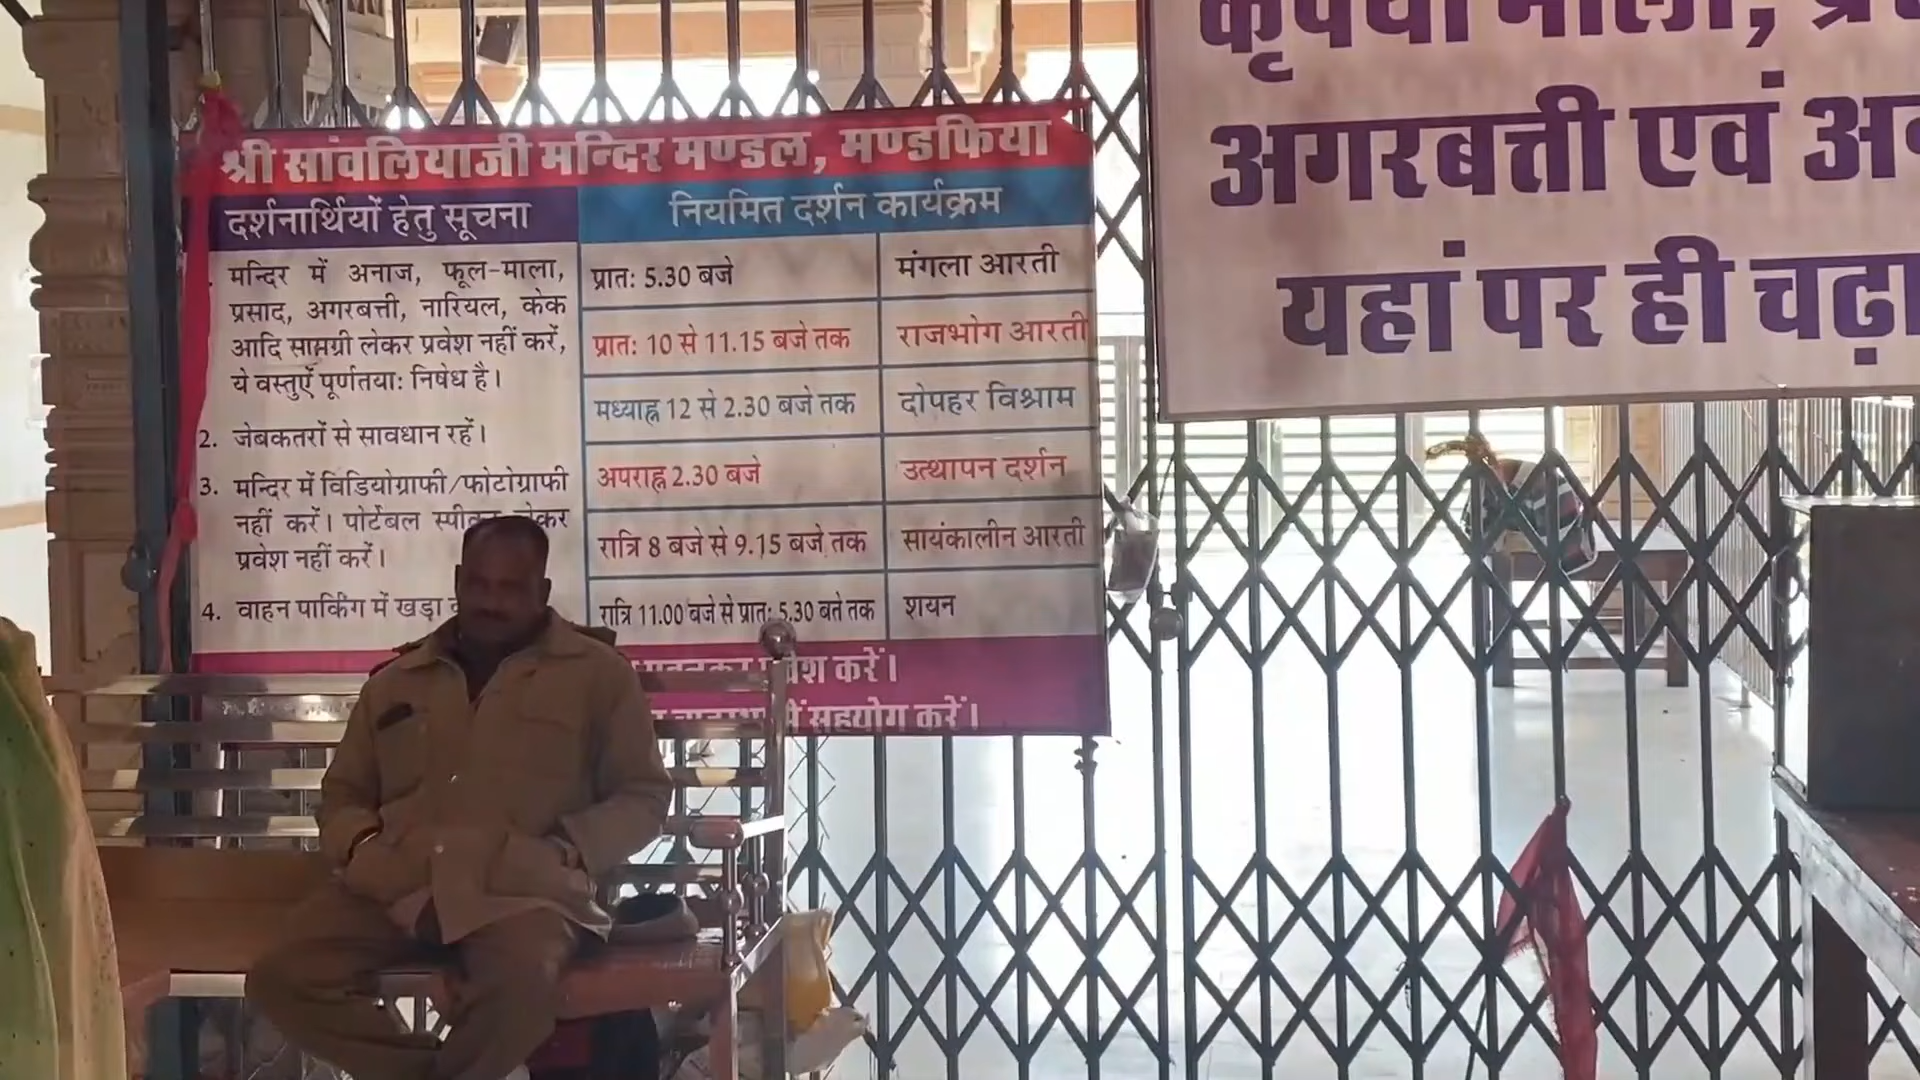 श्री सांवलियाजी मन्दिर मण्डल, मण्डफिया
दर्शनार्थियों हेतु सूचना
मन्दिर में अनाज, फूल-माला,
प्रसाद, अगरबत्ती, नारियल, केक
आदि सामग्री लेकर प्रवेश नहीं करें,
ये वस्तुएँ पूर्णतया: निषेध है।
2. जेबकतरों से सावधान रहें।
3. मन्दिर में विडियोग्राफी/फोटोग्राफी
नहीं करें। पोर्टेबल
प्रवेश नहीं करें।
4. वाहन पार्किंग में खड़ा
नियमित दर्शन कार्यक्रम
प्रात: 5.30 बजे मंगला आरती
प्रात: 10 से 11.15 बजे तक राजभोग आरती
मध्याह्न 12 से 2.30 बजे तक दोपहर विश्राम
अपराह्न 2.30 बजे उत्थापन दर्शन
रात्रि 8 बजे से 9.15 बजे तक सायंकालीन आरती
रात्रि 11.00 बजे से प्रात: 5.30 बते तक शयन
करें।
में सहयोग करें।
कृपया माला,
अगरबत्ती एवं
यहां पर ही